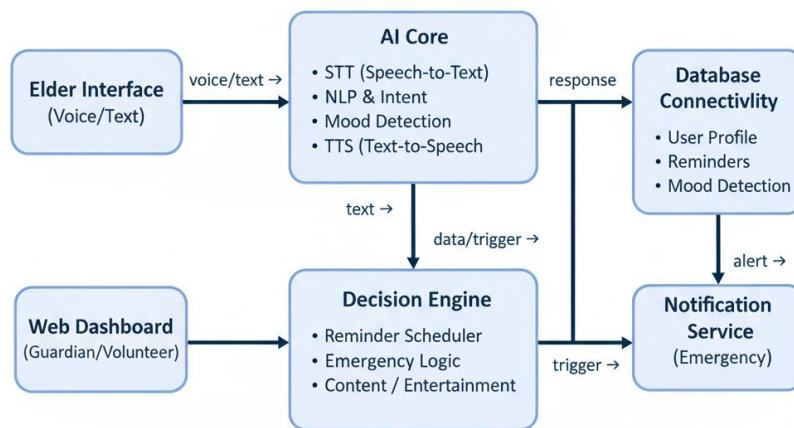 Elder Interface
(Voice/Text)
voice/text →
AI Core
• STT (Speech-to-Text)
• NLP & Intent
• Mood Detection
• TTS (Text-to-Speech
response
Database
Connectivlity
• User Profile
• Reminders
• Mood Detection
text →
data/trigger →
alert →
Web Dashboard
(Guardian/Volunteer)
Decision Engine
• Reminder Scheduler
• Emergency Logic
• Content / Entertainment
trigger →
Notification
Service
(Emergency)